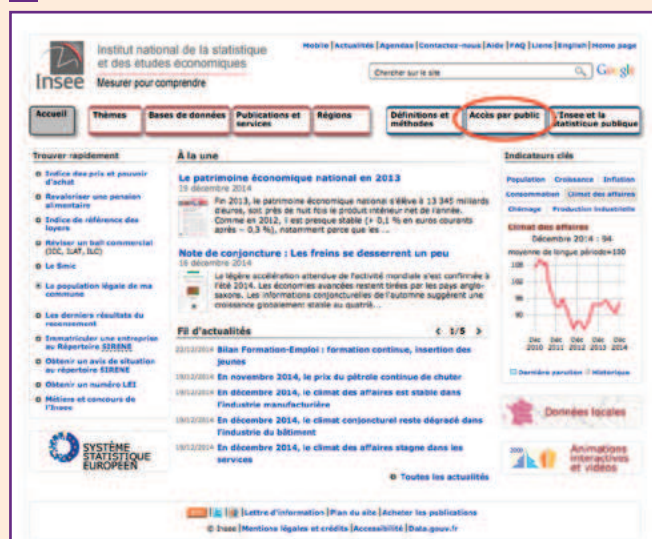 Institut national de la statistique
et des études économiques
Mesurer pour comprendre
Insee
Mobile | Actualités | Agendas | Contactez-nous | Aide | FAQ | Liens | English | Home page
Chercher sur le site
Google
Accueil
Thèmes
Bases de données
Publications et
services
Régions
Définitions et
méthodes
Accès par public
L'Insee et la
statistique publique
Trouver rapidement
Indice des prix et pouvoir
d'achat
Revaloriser une pension
alimentaire
Indice de référence des
loyers
Réviser un bail commercial
(ICC, ILAT, ILC)
Le Smic
La population légale de ma
commune
Les derniers résultats du
recensement
Immatriculer une entreprise
au Répertoire SIRENE
Obtenir un avis de situation
au répertoire SIRENE
Obtenir un numéro LEI
Métiers et concours de
l'Insee
SYSTÈME
STATISTIQUE
EUROPÉEN
À la une
Le patrimoine économique national en 2013
19 décembre 2014
Fin 2013, le patrimoine économique national s'élève à 13 345 milliards
d'euros, soit près de huit fois le produit intérieur net de l'année.
Comme en 2012, il est presque stable (+ 0,1 % en euros courants
après – 0,3 %), notamment parce que les ...
Note de conjoncture : Les freins se desserrent un peu
18 décembre 2014
La légère accélération attendue de l'activité mondiale s'est confirmée à
l'été 2014. Les économies avancées restent tirées par les pays anglo-
saxons. Les informations conjoncturelles de l'automne suggèrent une
croissance globalement stable au quatriè...
Fil d'actualités
< 1/5 >
22/12/2014 Bilan Formation-Emploi : formation continue, insertion des
jeunes
19/12/2014 En novembre 2014, le prix du pétrole continue de chuter
18/12/2014 En décembre 2014, le climat des affaires est stable dans
l'industrie manufacturière
18/12/2014 En décembre 2014, le climat conjoncturel reste dégradé dans
l'industrie du bâtiment
18/12/2014 En décembre 2014, le climat des affaires stagne dans les
services
Toutes les actualités
Indicateurs clés
Population Croissance Inflation
Consommation Climat des affaires
Chômage Production industrielle
Climat des affaires
Décembre 2014 : 94
moyenne de longue période=100
108
98
90
Déc Déc Déc Déc Déc
2010 2011 2012 2013 2014
Dernière parution Historique
Données locales
Animations
interactives
et vidéos
| Lettre d'information | Plan du site | Acheter les publications
© Insee | Mentions légales et crédits | Accessibilité | Data.gouv.fr